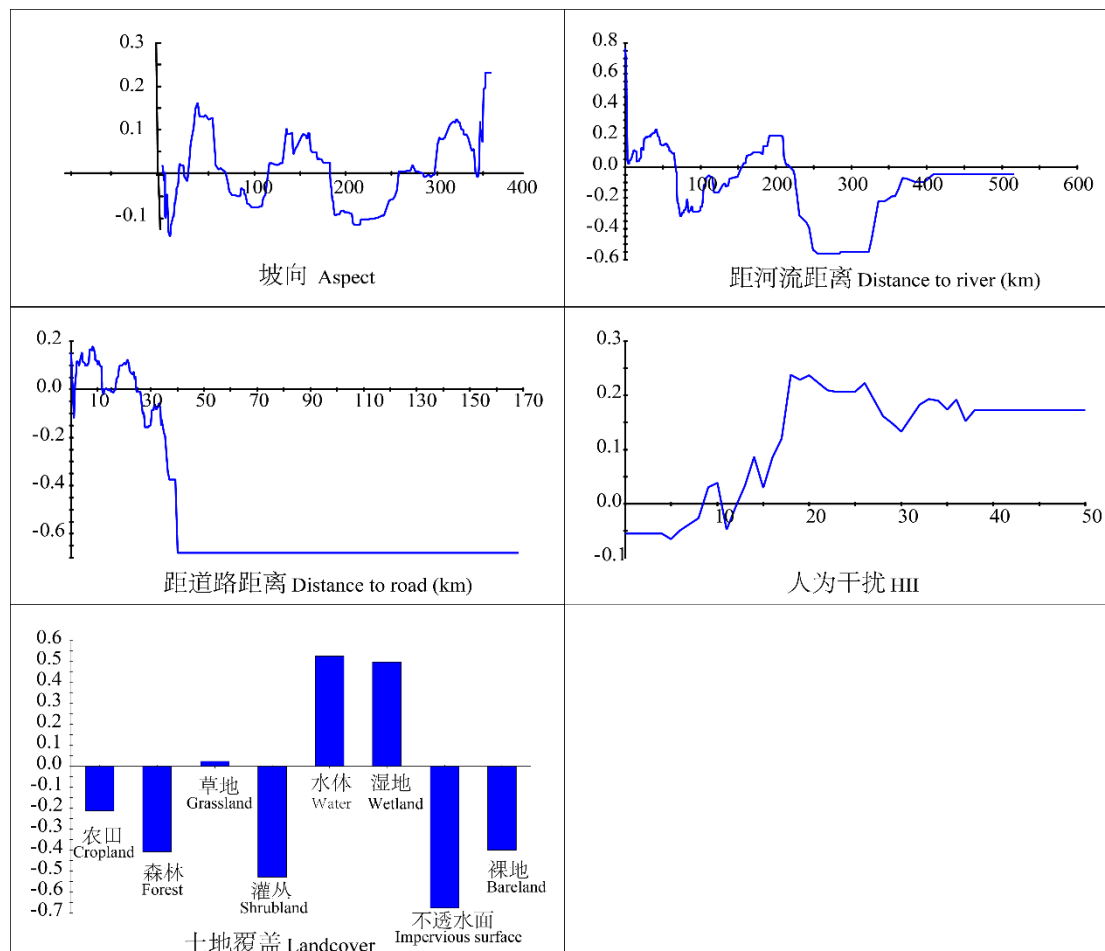 0.3
0.2
0.1
-0.1
100
200
300
400
坡向 Aspect
0.8
0.6
0.4
0.2
0.0
-0.2
-0.4
-0.6
100
200
300
400
500
600
距河流距离 Distance to river (km)
0.2
0.0
-0.2
-0.4
-0.6
10
30
50
70
90
110
130
150
170
距道路距离 Distance to road (km)
0.3
0.2
0.1
0.0
-0.1
10
20
30
40
50
人为干扰 HII
0.6
0.5
0.4
0.3
0.2
0.1
0.0
-0.1
-0.2
-0.3
-0.4
-0.5
-0.6
-0.7
农田
Cropland
森林
Forest
草地
Grassland
灌丛
Shrubland
水体
Water
湿地
Wetland
不透水面
Impervious surface
裸地
Bareland
土地覆盖 Landcover